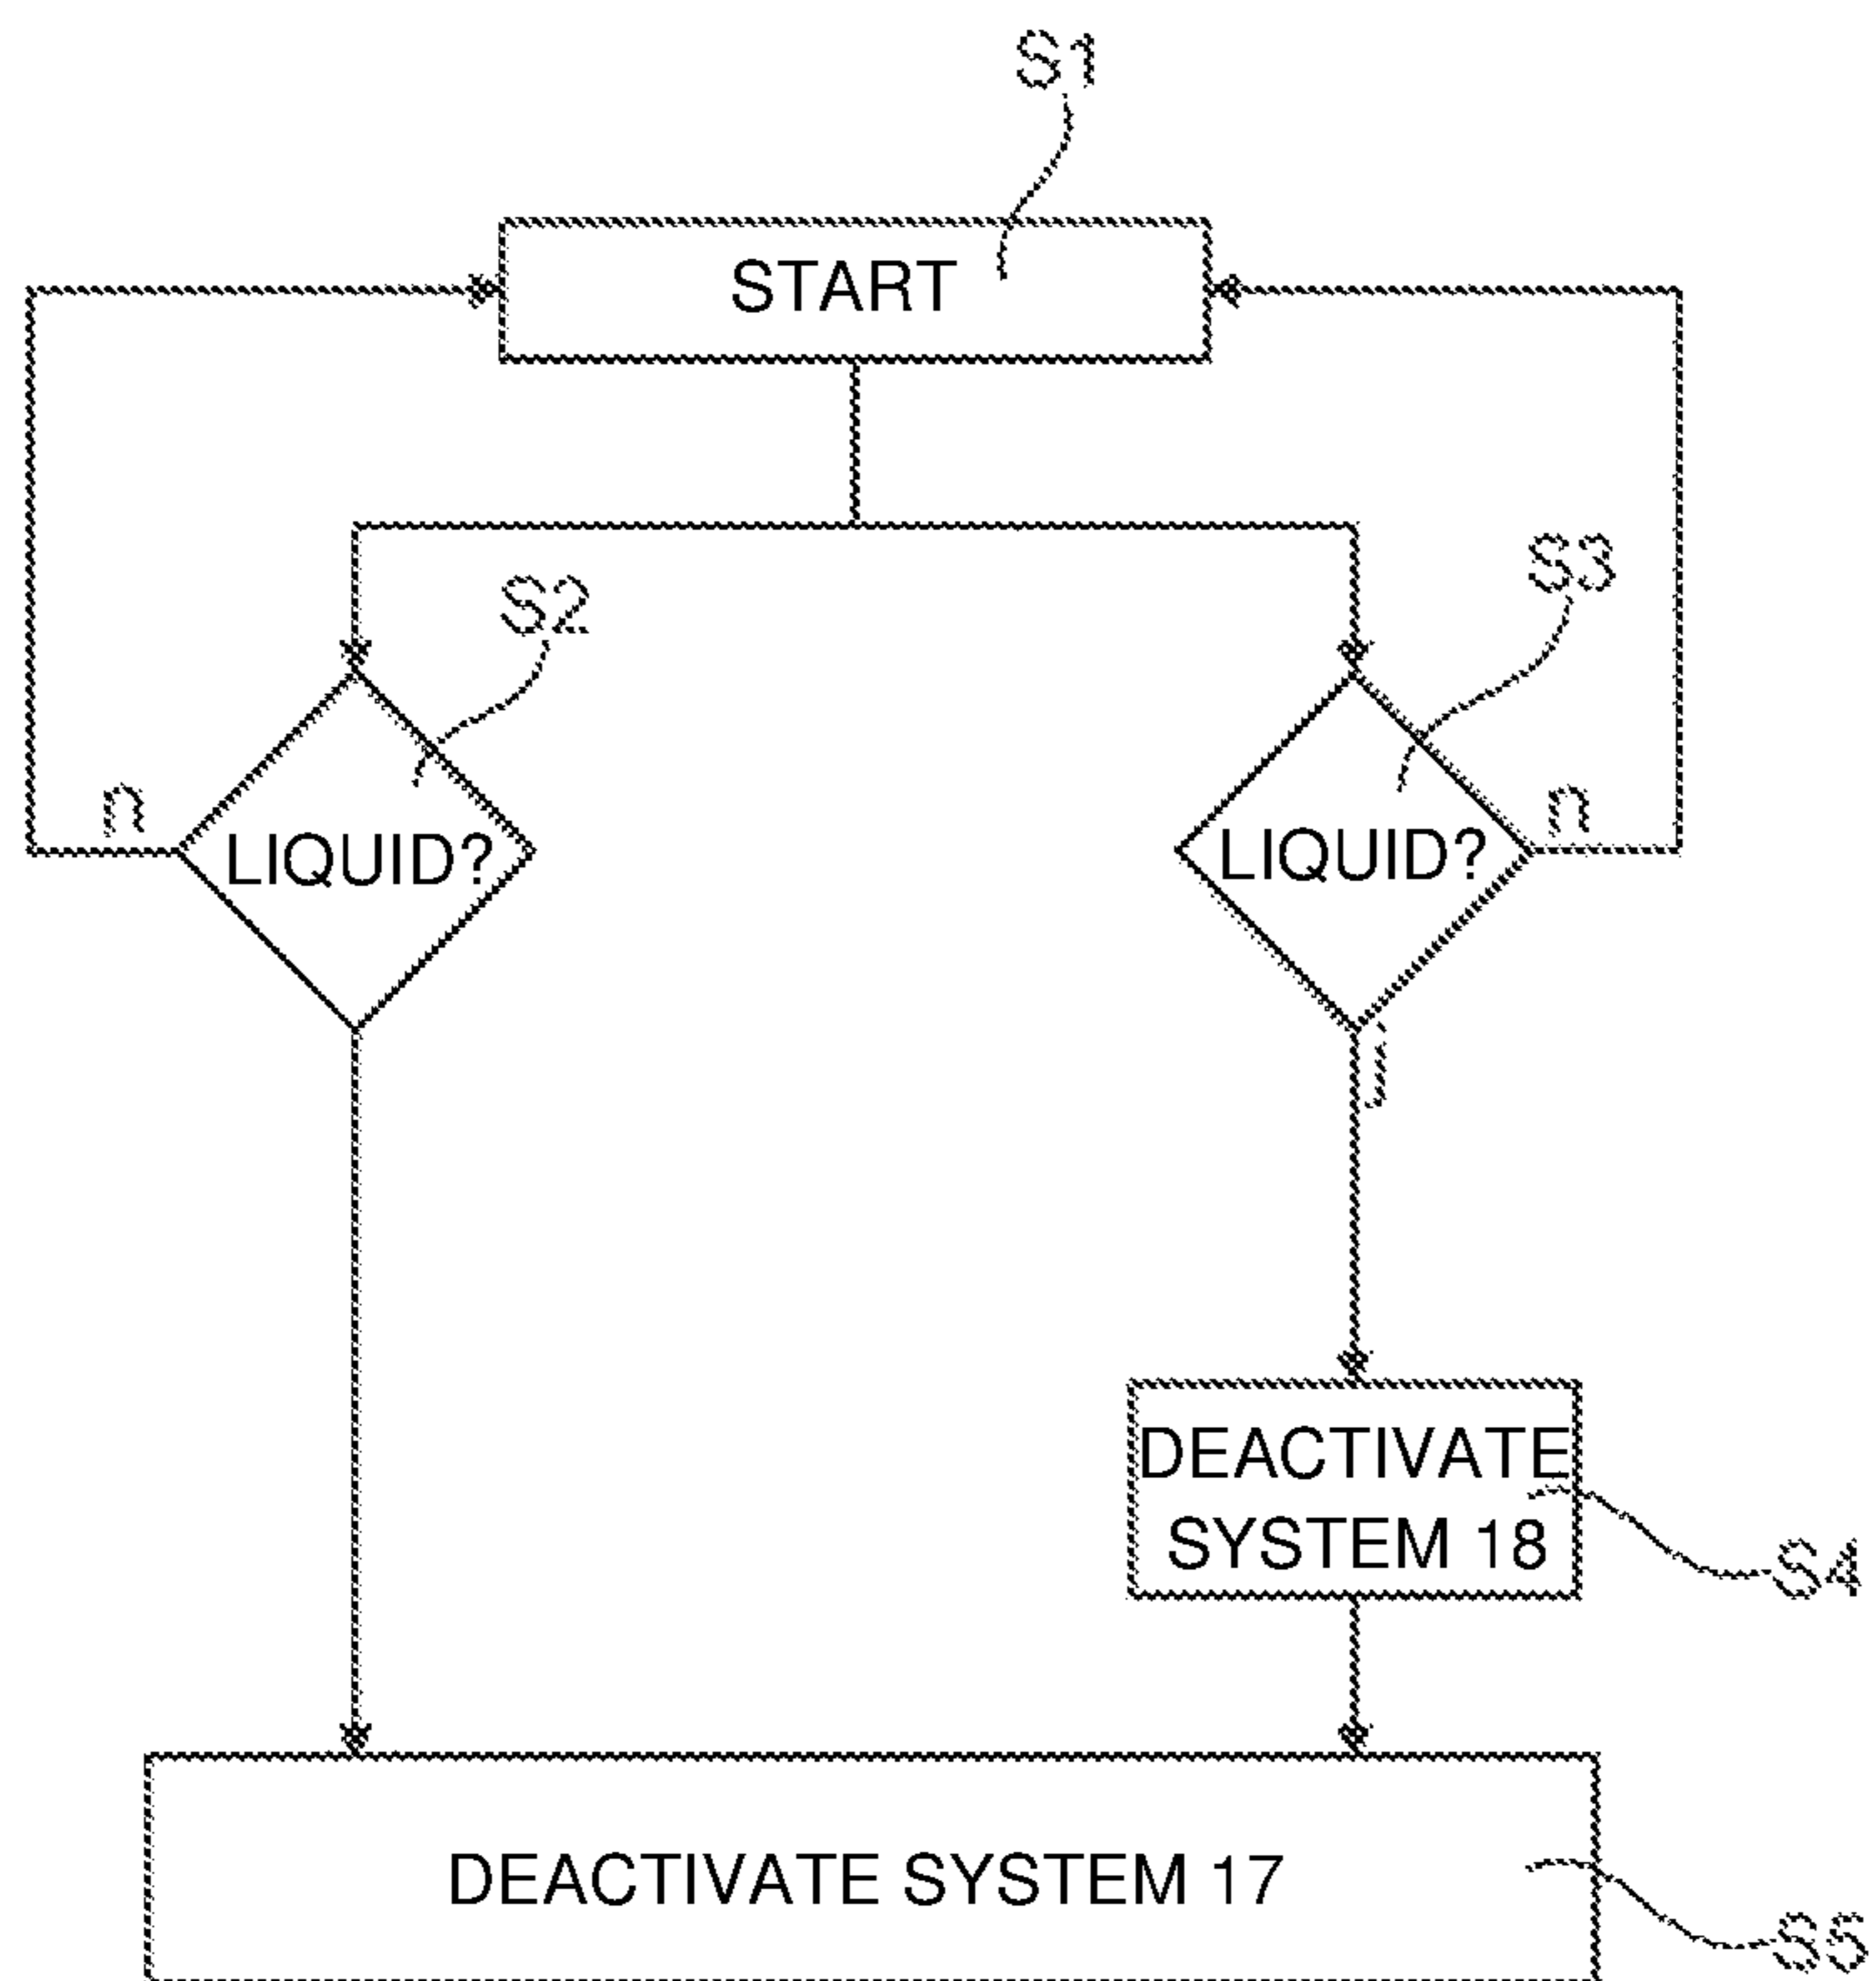 S1
START
S2
S3
n
LIQUID?
LIQUID?
n
j
DEACTIVATE
SYSTEM 18
S4
DEACTIVATE SYSTEM 17
S5